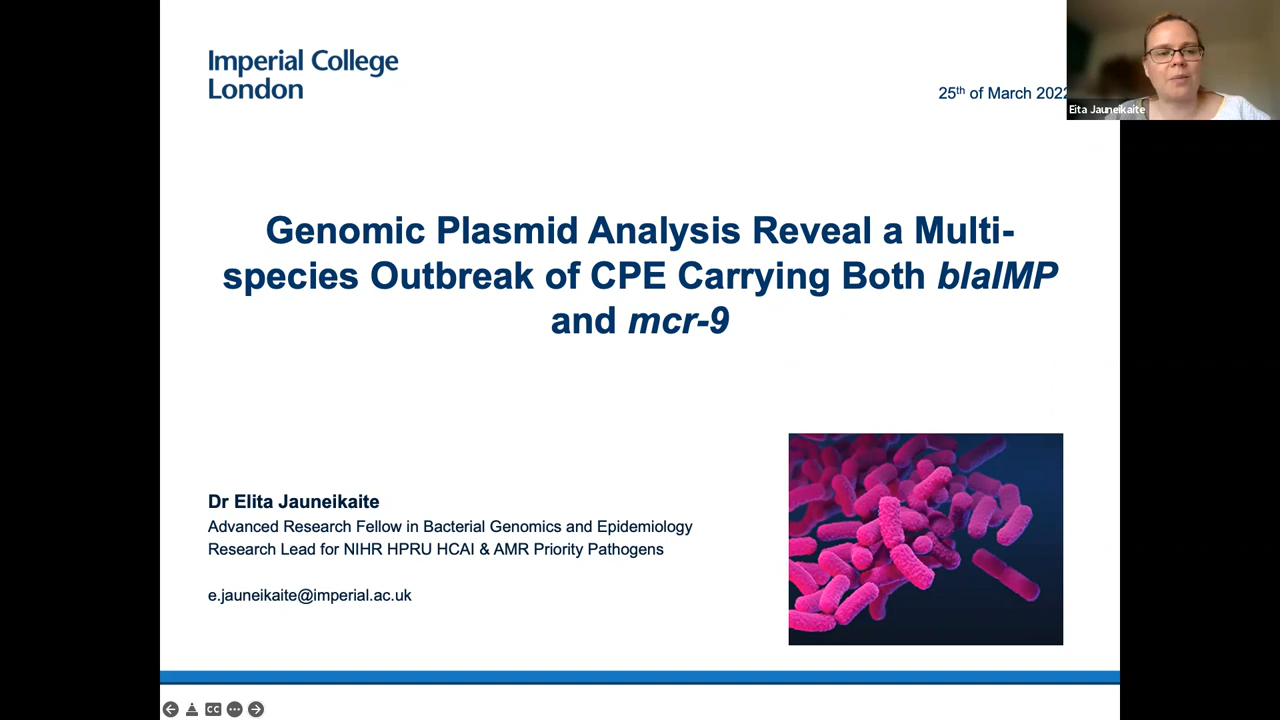 Imperial College
London
25th of March 2022
Eita Jauneikaite
Genomic Plasmid Analysis Reveal a Multi-
species Outbreak of CPE Carrying Both blaIMP
and mcr-9
Dr Elita Jauneikaite
Advanced Research Fellow in Bacterial Genomics and Epidemiology
Research Lead for NIHR HPRU HCAI & AMR Priority Pathogens
e.jauneikaite@imperial.ac.uk
CC